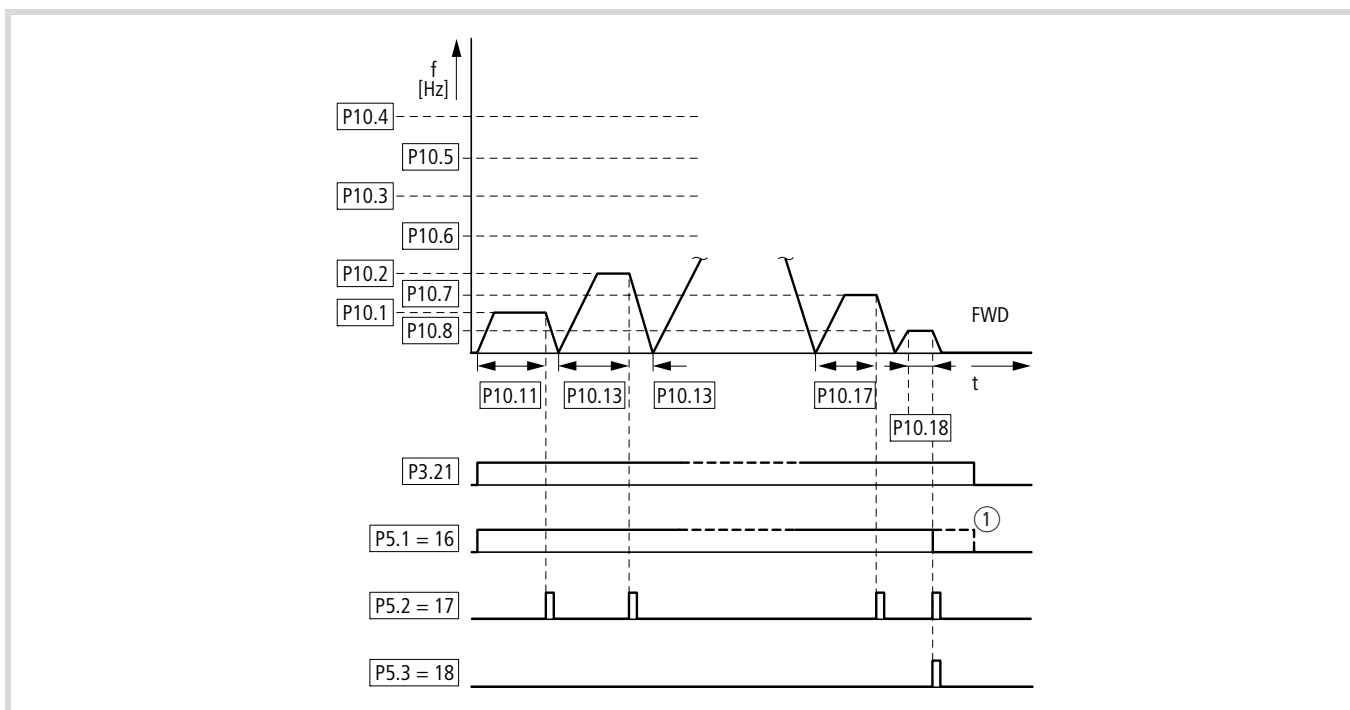 f
[Hz]
P10.4
P10.5
P10.3
P10.6
P10.2
P10.7
P10.1
P10.8
FWD
t
P10.11 P10.13 P10.13 P10.17
P10.18
P3.21
P5.1 = 16
①
P5.2 = 17
P5.3 = 18